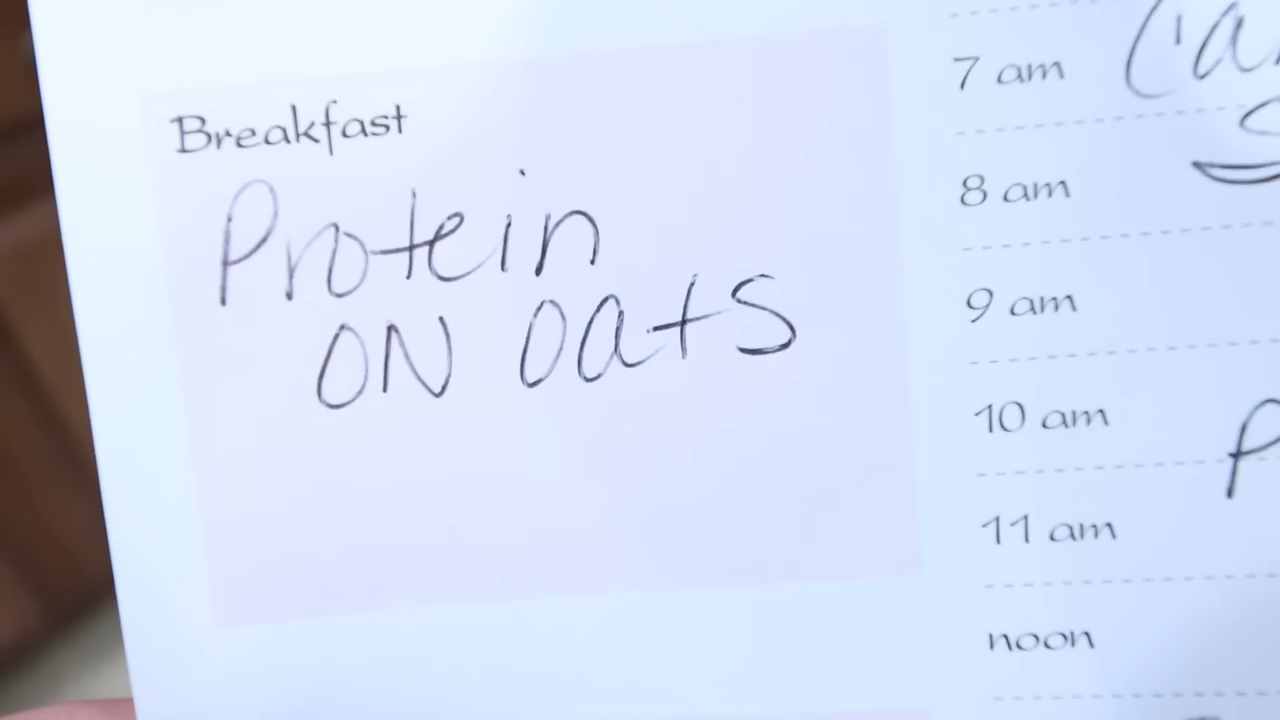 Breakfast
Protein
ON Oats
7 am
8 am
9 am
10 am
11 am
noon